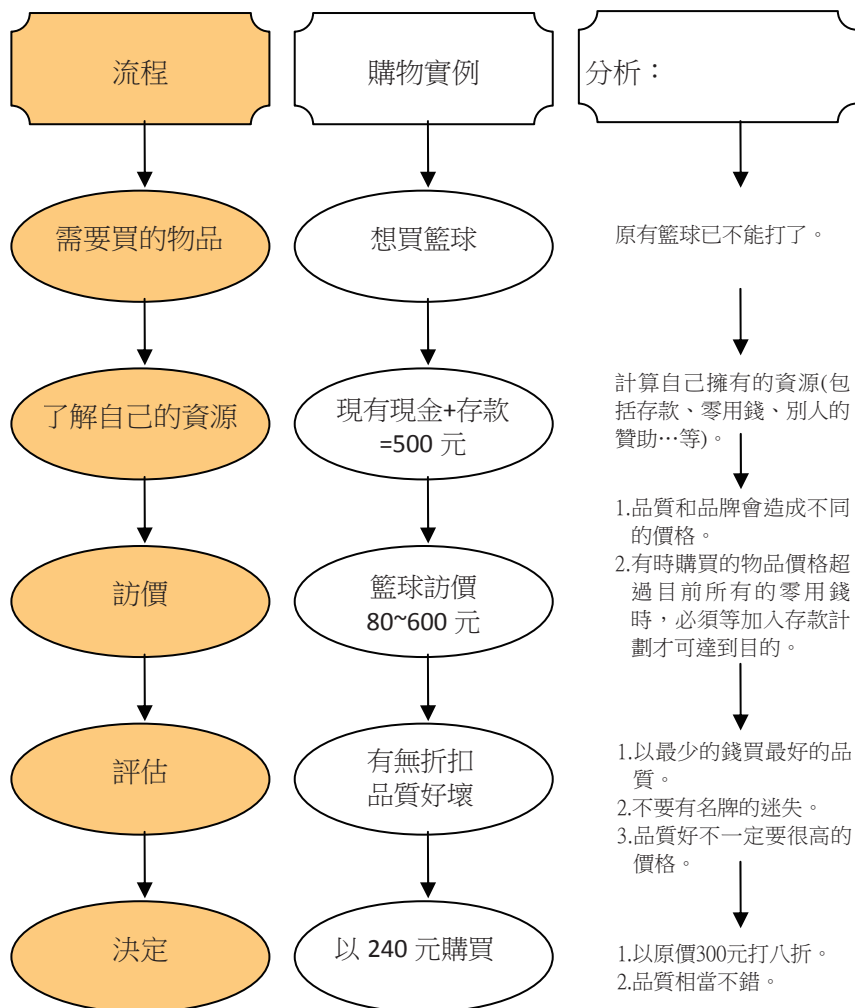 流程
購物實例
分析：
需要買的物品
想買籃球
原有籃球已不能打了。
了解自己的資源
現有現金+存款
=500 元
計算自己擁有的資源(包
括存款、零用錢、別人的
贊助…等)。
訪價
籃球訪價
80~600 元
1.品質和品牌會造成不同
的價格。
2.有時購買的物品價格超
過目前所有的零用錢
時，必須等加入存款計
劃才可達到目的。
評估
有無折扣
品質好壞
1.以最少的錢買最好的品
質。
2.不要有名牌的迷失。
3.品質好不一定要很高的
價格。
決定
以 240 元購買
1.以原價300元打八折。
2.品質相當不錯。